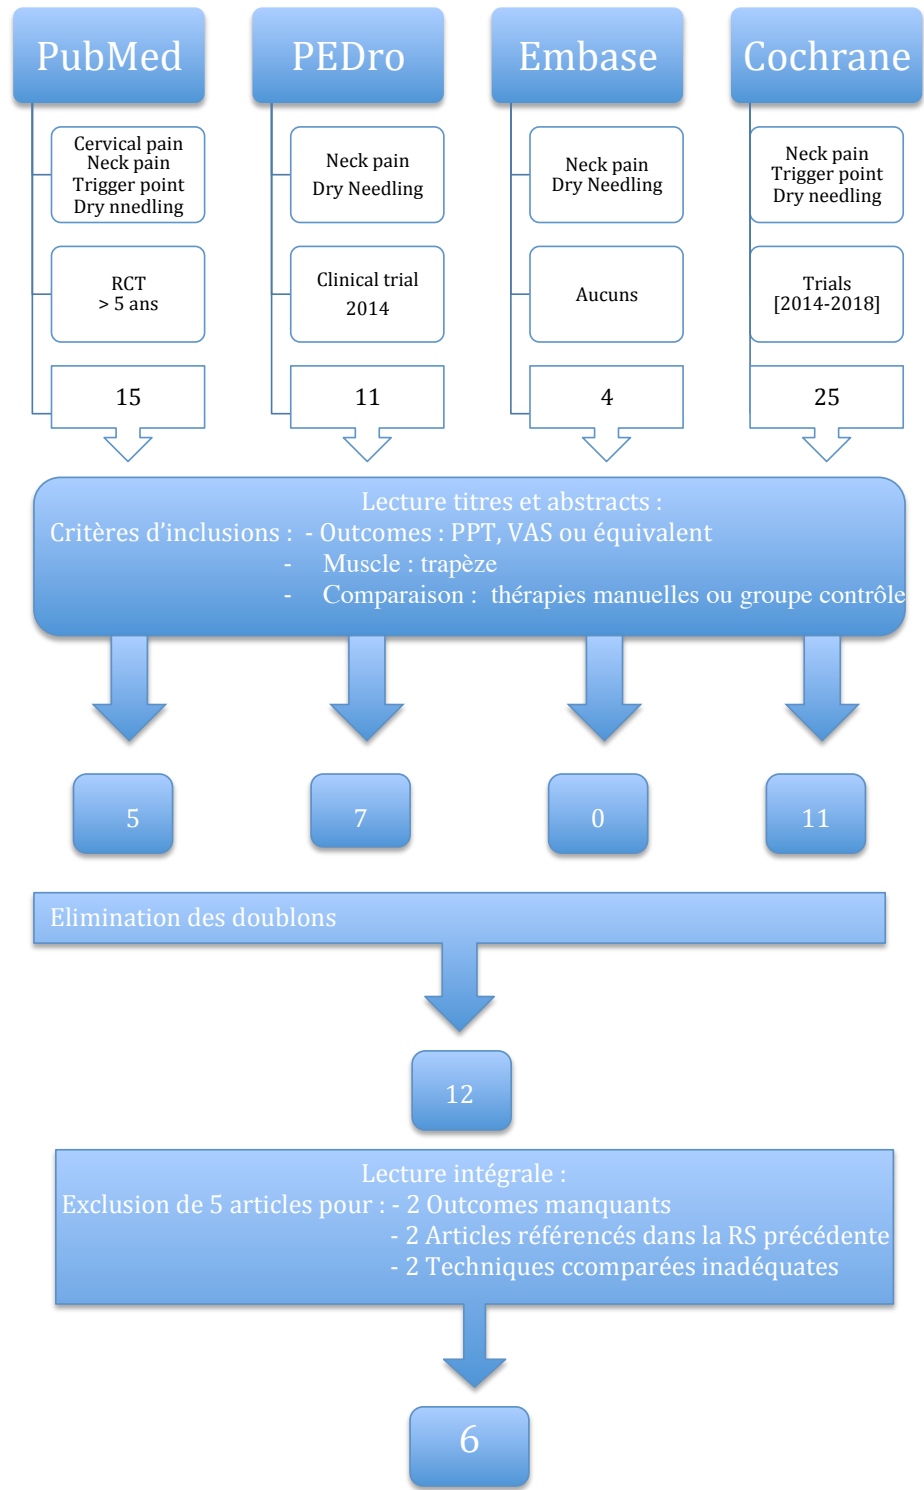 PubMed
PEDro
Embase
Cochrane
Cervical pain
Neck pain
Trigger point
Dry nnedling
Neck pain
Dry Needling
Neck pain
Dry Needling
Neck pain
Trigger point
Dry needling
RCT
> 5 ans
Clinical trial
2014
Aucuns
Trials
[2014-2018]
15
11
4
25
Lecture titres et abstracts :
Critères d'inclusions : - Outcomes : PPT, VAS ou équivalent
- Muscle : trapèze
- Comparaison : thérapies manuelles ou groupe contrôle
5
7
0
11
Elimination des doublons
12
Lecture intégrale :
Exclusion de 5 articles pour : - 2 Outcomes manquants
- 2 Articles référencés dans la RS précédente
- 2 Techniques ccomparées inadéquates
6